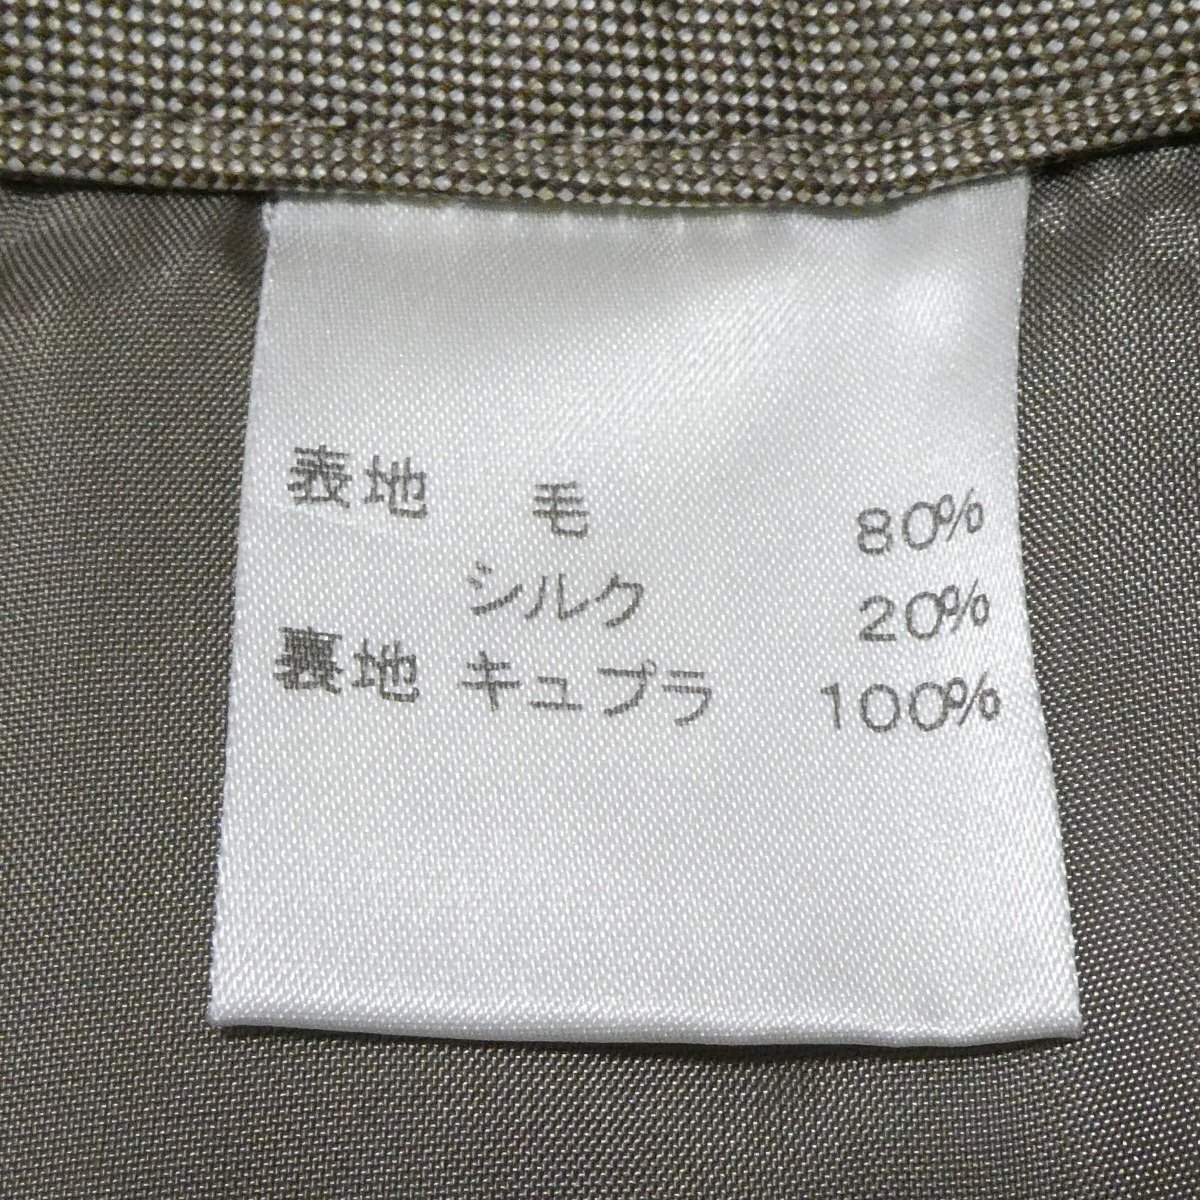 表地 毛 80%
シルク 20%
裏地 キュプラ 100%